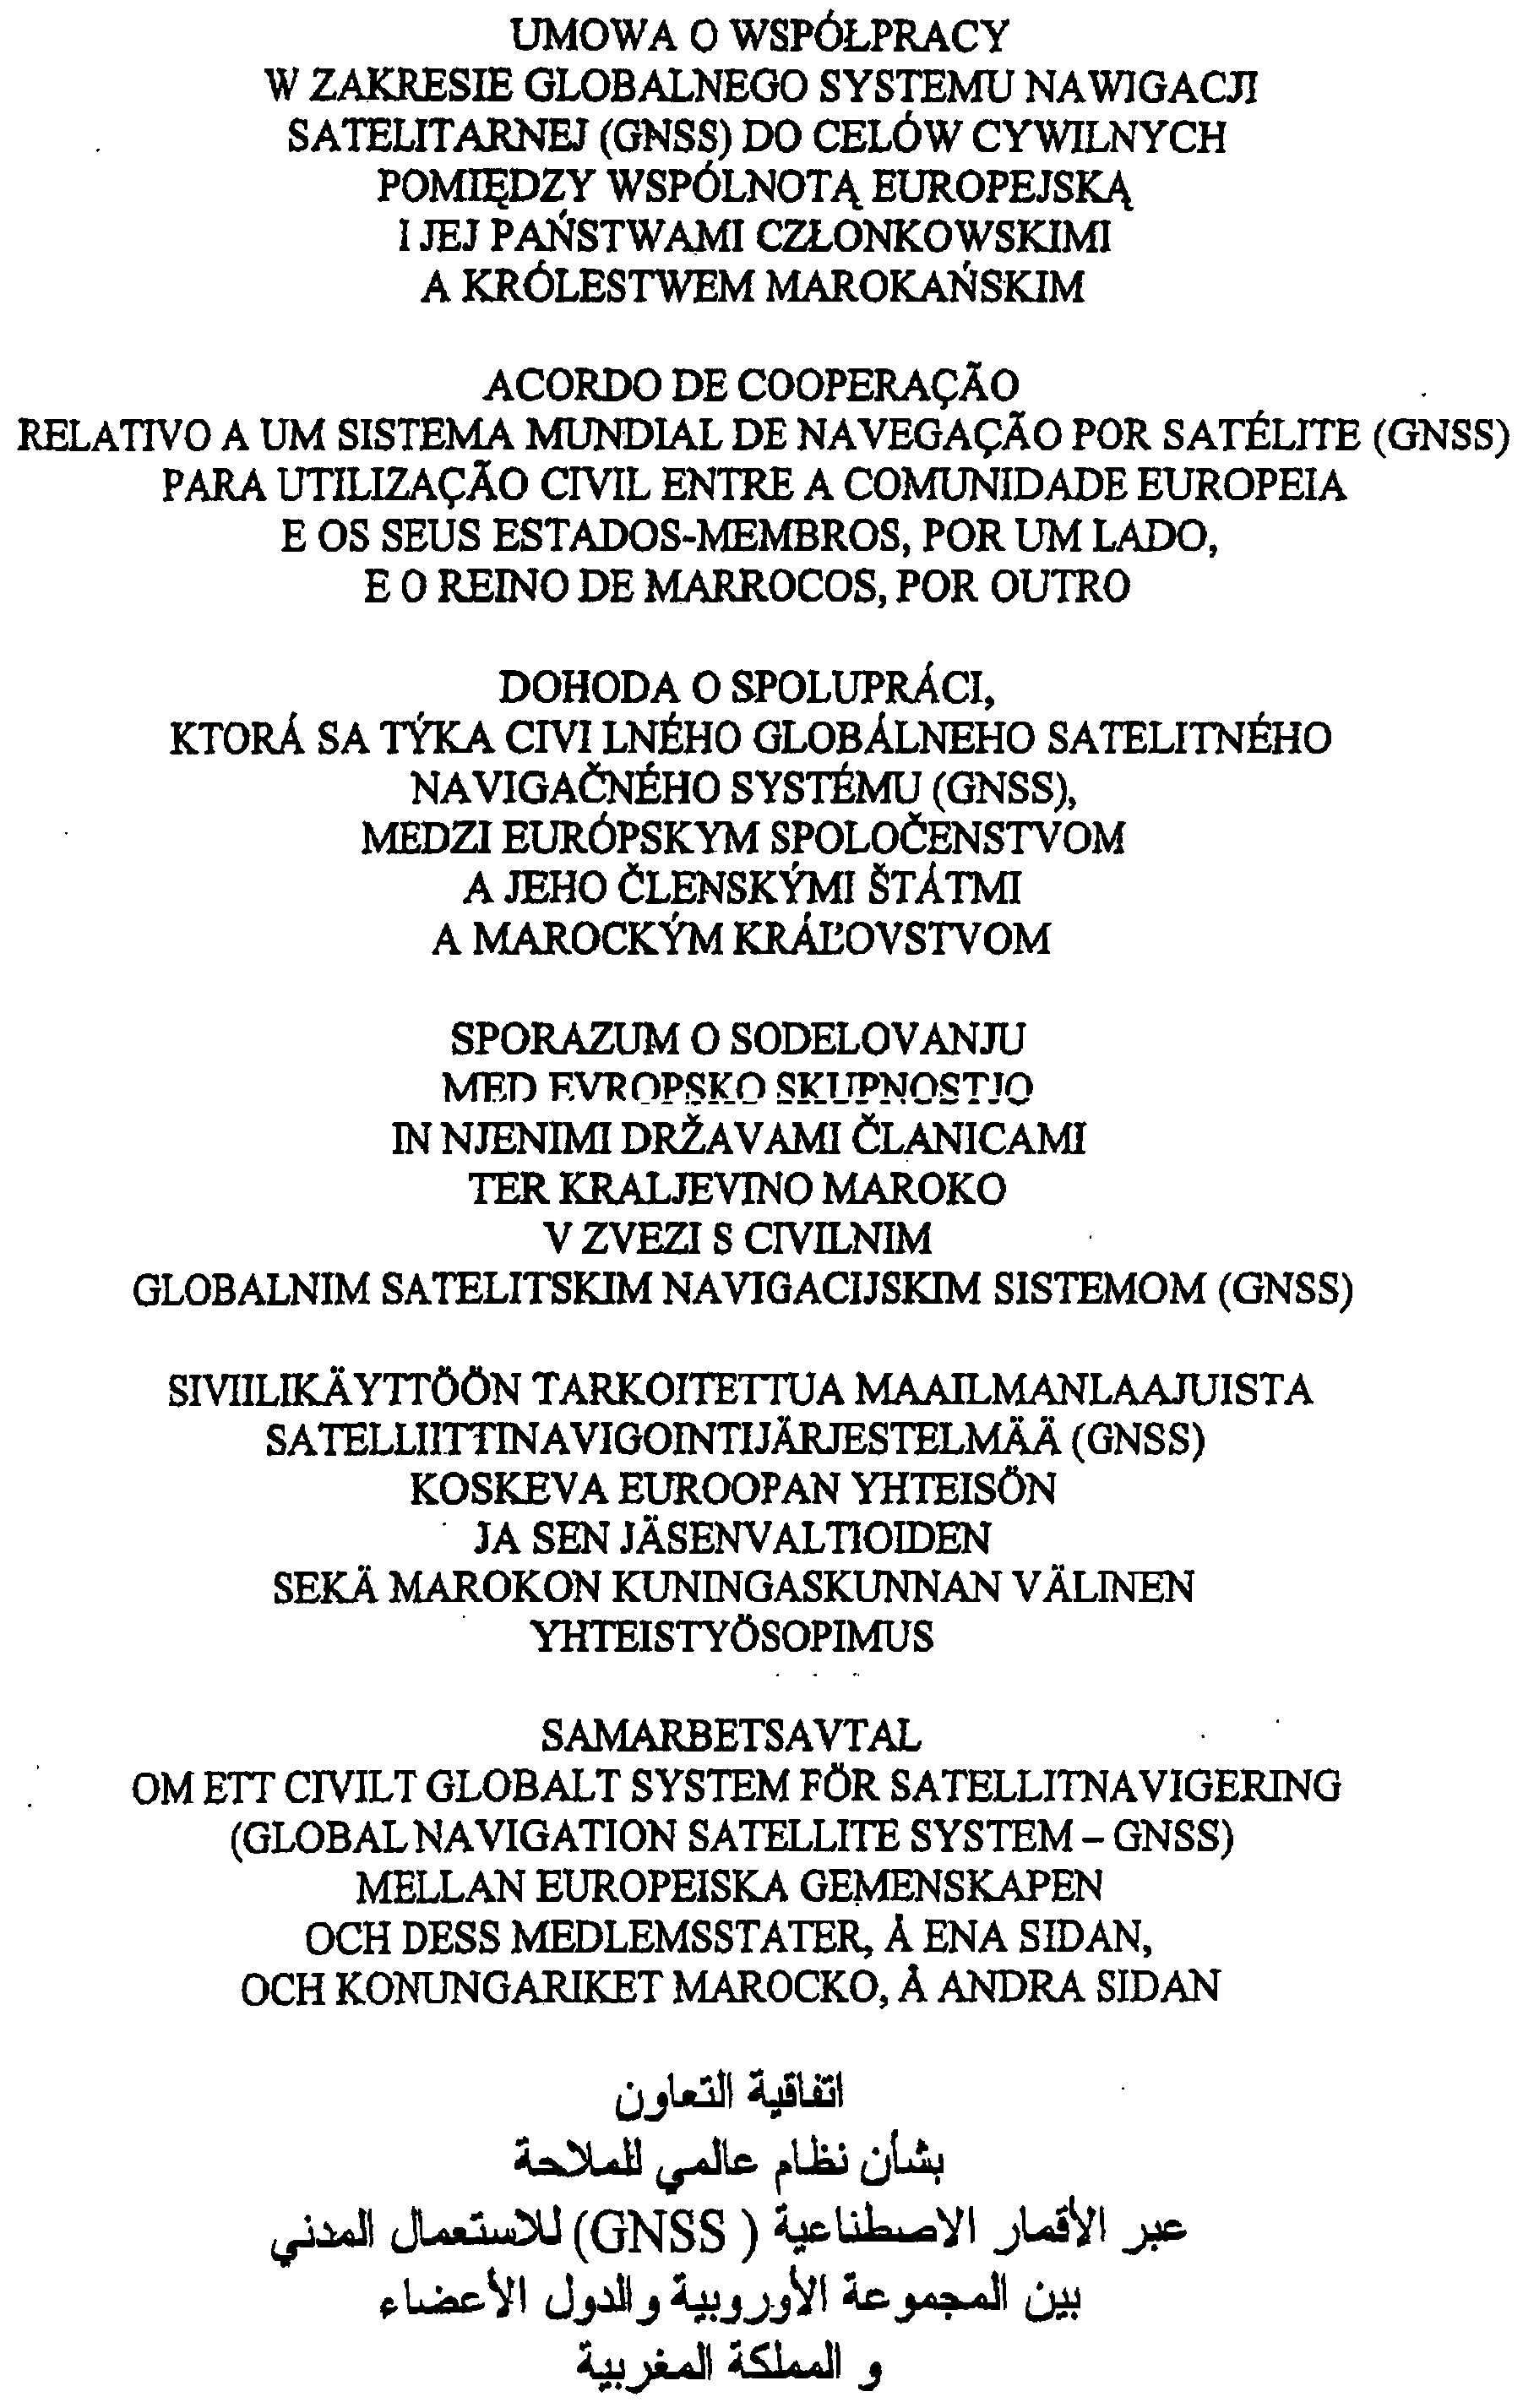 UMOWA O WSPÓŁPRACY
W ZAKRESIE GLOBALNEGO SYSTEMU NAWIGACJI
SATELITARNEJ (GNSS) DO CELÓW CYWILNYCH
POMIĘDZY WSPÓLNOTĄ EUROPEJSKĄ
I JEJ PAŃSTWAMI CZŁONKOWSKIMI
A KRÓLESTWEM MAROKAŃSKIM
ACORDO DE COOPERAÇÃO
RELATIVO A UM SISTEMA MUNDIAL DE NAVEGAÇÃO POR SATÉLITE (GNSS)
PARA UTILIZAÇÃO CIVIL ENTRE A COMUNIDADE EUROPEIA
E OS SEUS ESTADOS-MEMBROS, POR UM LADO,
E O REINO DE MARROCOS, POR OUTRO
DOHODA O SPOLUPRÁCI,
KTORÁ SA TÝKA CIVI LNÉHO GLOBÁLNEHO SATELITNÉHO
NAVIGAČNÉHO SYSTÉMU (GNSS),
MEDZI EURÓPSKYM SPOLOČENSTVOM
A JEHO ČLENSKÝMI ŠTÁTMI
A MAROCKÝM KRÁĽOVSTVOM
SPORAZUM O SODELOVANJU
MED EVROPSKO SKUPNOSTJO
IN NJENIMI DRŽAVAMI ČLANICAMI
TER KRALJEVINO MAROKO
V ZVEZI S CIVILNIM
GLOBALNIM SATELITSKIM NAVIGACIJSKIM SISTEMOM (GNSS)
SIVIILIKÄYTTÖÖN TARKOITETTUA MAAILMANLAAJUISTA
SATELLIITTINAVIGOINTIJÄRJESTELMÄÄ (GNSS)
KOSKEVA EUROOPAN YHTEISÖN
JA SEN JÄSENVALTIOIDEN
SEKÄ MAROKON KUNINGASKUNNAN VÄLINEN
YHTEISTYÖSOPIMUS
SAMARBETSAVTAL
OM ETT CIVILT GLOBALT SYSTEM FÖR SATELLITNAVIGERING
(GLOBAL NAVIGATION SATELLITE SYSTEM – GNSS)
MELLAN EUROPEISKA GEMENSKAPEN
OCH DESS MEDLEMSSTATER, Å ENA SIDAN,
OCH KONUNGARIKET MAROCKO, Å ANDRA SIDAN
اتفاقية التعاون
بشأن نظام عالمي للملاحة
عبر الأقمار الاصطناعية ( GNSS) للاستعمال المدني
بين المجموعة الأوروبية والدول الأعضاء
و المملكة المغربية